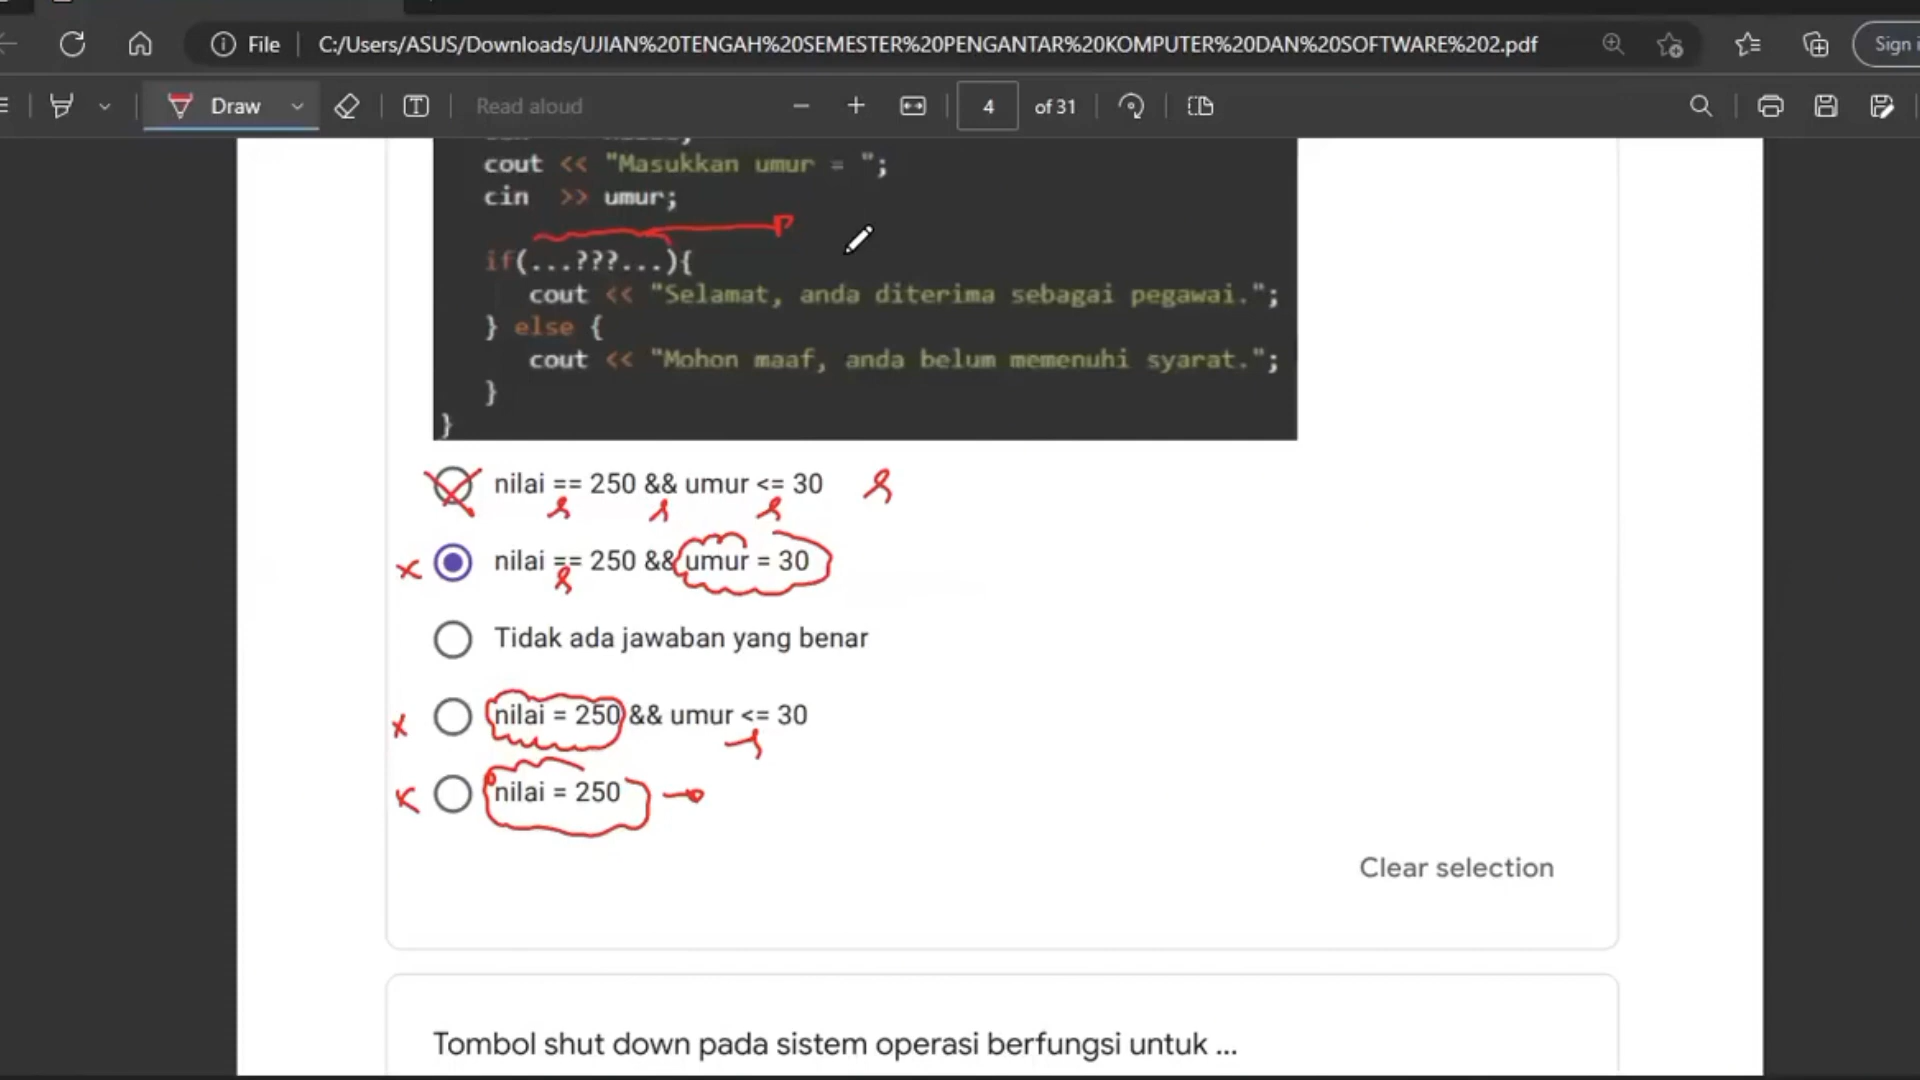 File C:/Users/ASUS/Downloads/UJIAN%20TENGAH%20SEMESTER%20PENGANTAR%20KOMPUTER%20DAN%20SOFTWARE%202.pdf Sign i
Draw Read aloud 4 of 31
cout << "Masukkan umur = ";
cin >> umur;
if(...???...){
cout << "Selamat, anda diterima sebagai pegawai.";
} else {
cout << "Mohon maaf, anda belum memenuhi syarat.";
}
}
nilai == 250 && umur <= 30
nilai == 250 && umur = 30
Tidak ada jawaban yang benar
nilai = 250 && umur <= 30
nilai = 250
Clear selection
Tombol shut down pada sistem operasi berfungsi untuk ...